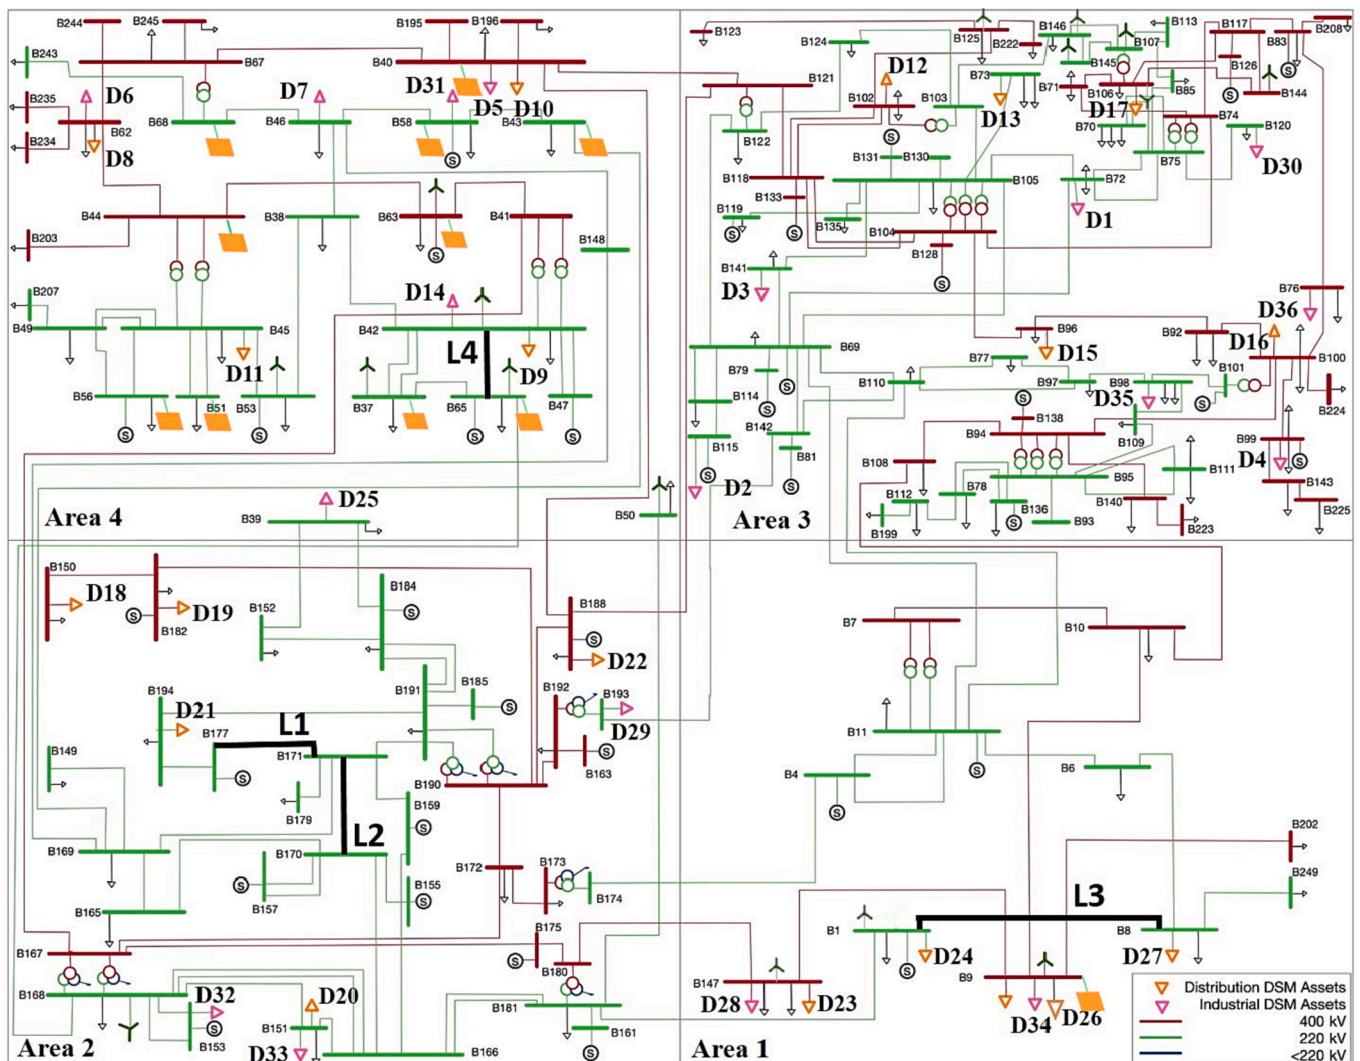 B244 B245 B195 B196
B243 B67 B40
D6 D7 D31 D5 D10
B235 B62 B68 B46 B58 B43
B234 D8
B44 B38 B63 B41
B203 B148
B207 D14
B49 B45 B42 L4
D11 D9
B56 B51 B53 B37 B65 B47
D25
B39 B50
Area 4
B123 B124 B125 B222 B146 B113 B117 B83 B208
B107
B121 D12 B73 B145 B126
B102 B103 B71 B106 B85 B144
D13 D17 B74
B122 B70 B120
B131 B130 B75 D30
B118 B105 B72
B133 D1
B119 B135 B104
B128
B141 B76
D3 D36
B96 B92 D16
B69 D15 B100
B77
B79 B110 B97 B98 B101
D35 B224
B114 B138
B142 B94 B109 B99
B115 B81 B108 D4
B95 B111 B143
D2 B112 B78 B136 B140 B225
B199 B93 B223
Area 3
B150 B184 B188
D18 D19 B152
B182
D22
B194 B191 B185 B192 B193
D21
B177 L1 D29
B149 B171
B190 B163
B179 B159
L2
B169 B170 B172 B173
B157 B155 B174
B165
B167 B175
B180
B168 D32 D20 B181
B151 B161
B153
D33 B166
Area 2
B7 B10
B11
B4 B6
B202
B249
L3
B1 B8
D24 D27
B147 B9
D28 D23 D34 D26
Area 1
Distribution DSM Assets
Industrial DSM Assets
400 kV
220 kV
<220 kV
S S S S S S S S S S S S S S S S S S S S S S S S S S S S S S S S S S S